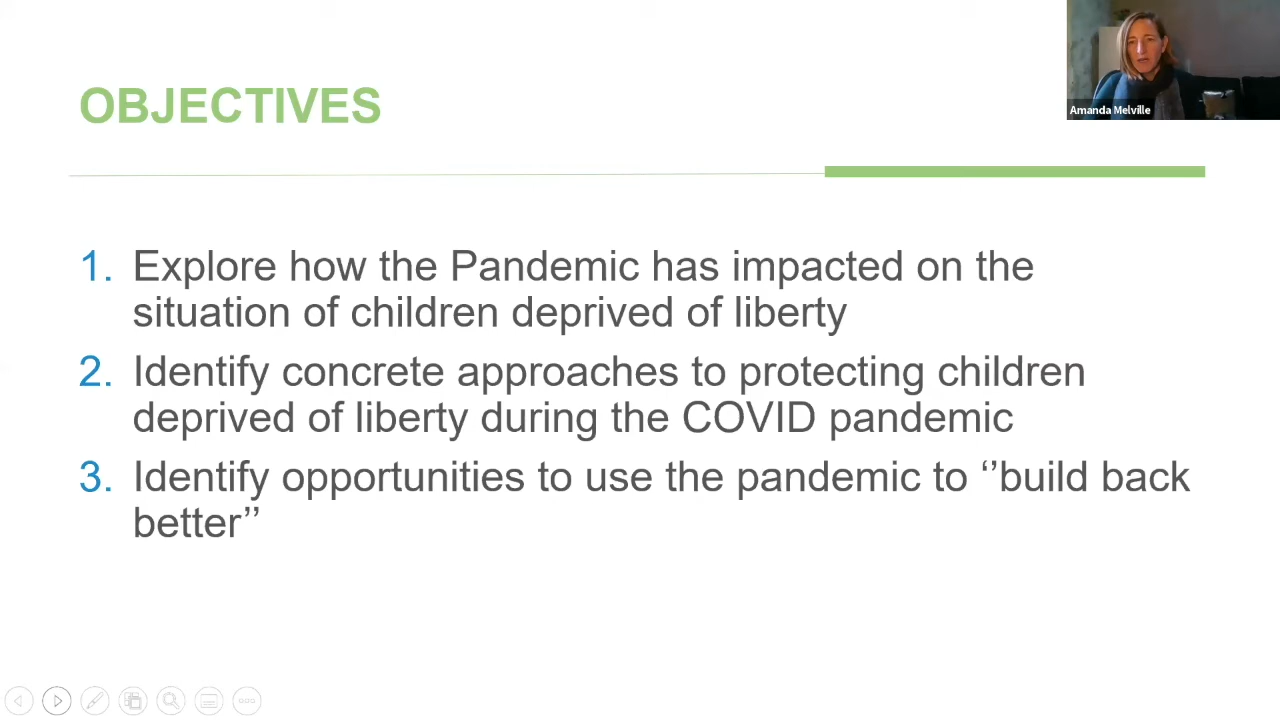 OBJECTIVES
Amanda Melville
1. Explore how the Pandemic has impacted on the
situation of children deprived of liberty
2. Identify concrete approaches to protecting children
deprived of liberty during the COVID pandemic
3. Identify opportunities to use the pandemic to ‘’build back
better’’